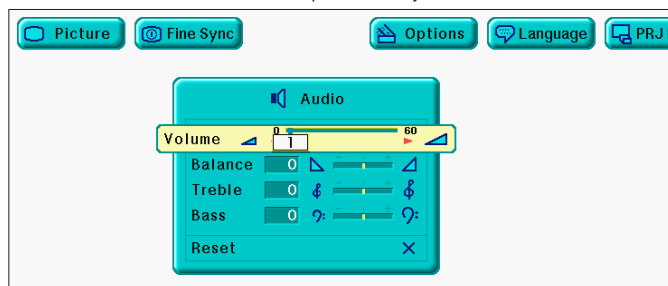 Picture
Fine Sync
Options
Language
PRJ
Audio
Volume 0 1 60
Balance 0
Treble 0
Bass 0
Reset